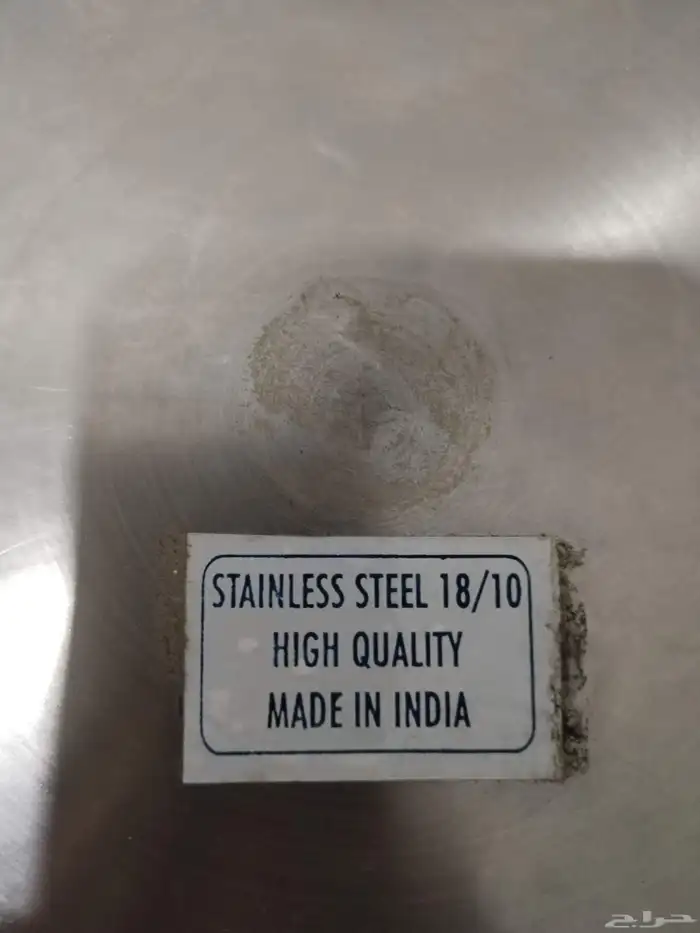 STAINLESS STEEL 18/10
HIGH QUALITY
MADE IN INDIA
حراج